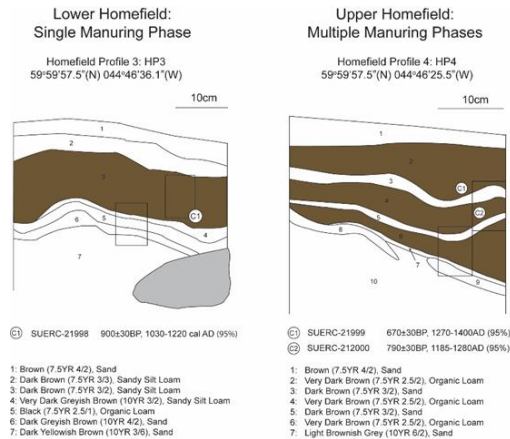 Lower Homefield:
Single Manuring Phase
Homefield Profile 3: HP3
59º59'57.5"(N) 044º46'36.1"(W)
10cm
1
2
3
C1
4
5
6
7
C1 SUERC-21998 900±30BP, 1030-1220 cal AD (95%)
1: Brown (7.5YR 4/2), Sand
2: Dark Brown (7.5YR 3/3), Sandy Silt Loam
3: Dark Brown (7.5YR 3/2), Sandy Silt Loam
4: Very Dark Greyish Brown (10YR 3/2), Sandy Silt Loam
5: Black (7.5YR 2.5/1), Organic Loam
6: Dark Greyish Brown (10YR 4/2), Sand
7: Dark Yellowish Brown (10YR 3/6), Sand
Upper Homefield:
Multiple Manuring Phases
Homefield Profile 4: HP4
59º59'57.5"(N) 044º46'25.5"(W)
10cm
1
2
3
C1
4
C2
5
6
7
8
9
10
C1 SUERC-21999 670±30BP, 1270-1400AD (95%)
C2 SUERC-212000 790±30BP, 1185-1280AD (95%)
1: Brown (7.5YR 4/2), Sand
2: Very Dark Brown (7.5YR 2.5/2), Organic Loam
3: Dark Brown (7.5YR 3/2), Sand
4: Very Dark Brown (7.5YR 2.5/2), Organic Loam
5: Dark Brown (7.5YR 3/2), Sand
6: Very Dark Brown (7.5YR 2.5/2), Organic Loam
7: Light Brownish Grey (10YR 6/2), Sand